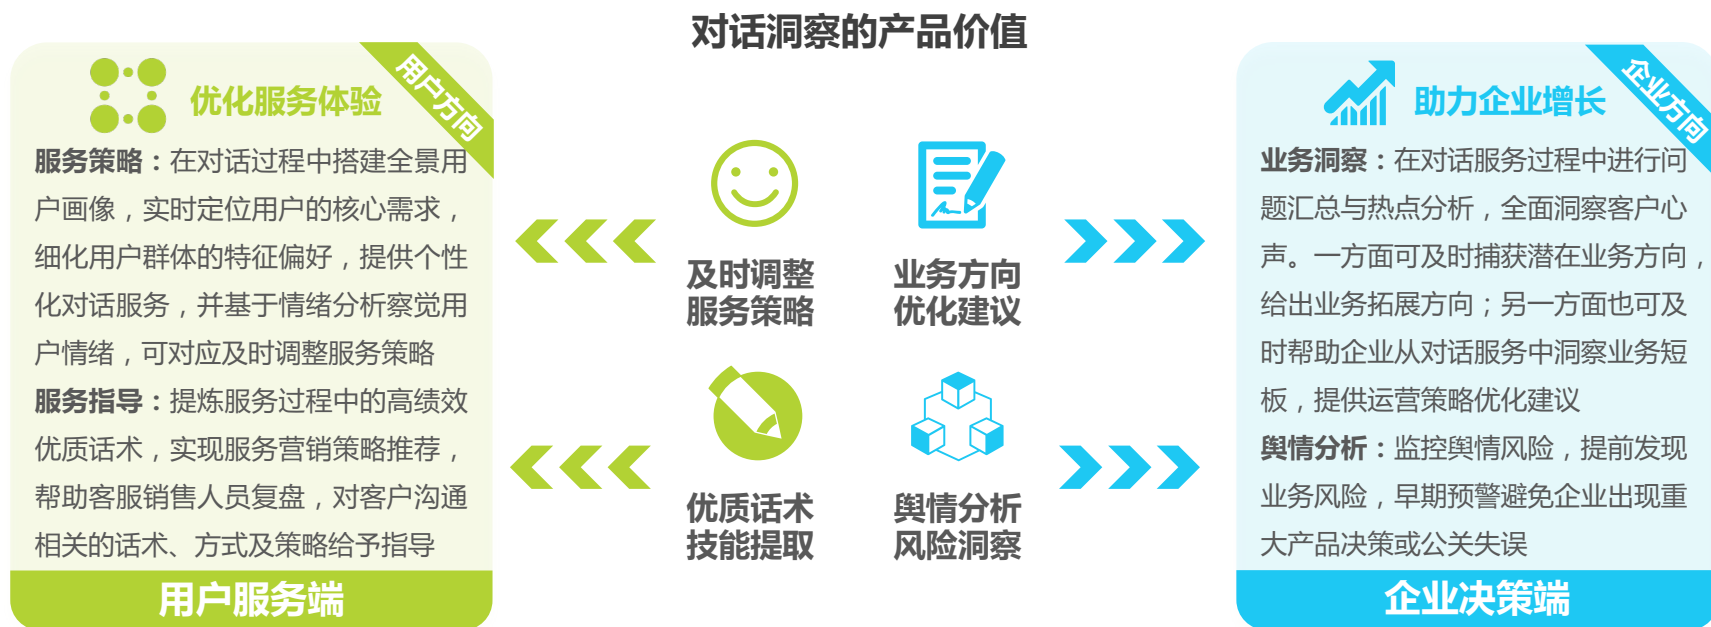 对话洞察的产品价值
用户方向
优化服务体验
服务策略：在对话过程中搭建全景用
户画像，实时定位用户的核心需求，
细化用户群体的特征偏好，提供个性
化对话服务，并基于情绪分析察觉用
户情绪，可对应及时调整服务策略
服务指导：提炼服务过程中的高绩效
优质话术，实现服务营销策略推荐，
帮助客服销售人员复盘，对客户沟通
相关的话术、方式及策略给予指导
用户服务端
及时调整
服务策略
业务方向
优化建议
优质话术
技能提取
舆情分析
风险洞察
企业方向
助力企业增长
业务洞察：在对话服务过程中进行问
题汇总与热点分析，全面洞察客户心
声。一方面可及时捕获潜在业务方向，
给出业务拓展方向；另一方面也可及
时帮助企业从对话服务中洞察业务短
板，提供运营策略优化建议
舆情分析：监控舆情风险，提前发现
业务风险，早期预警避免企业出现重
大产品决策或公关失误
企业决策端